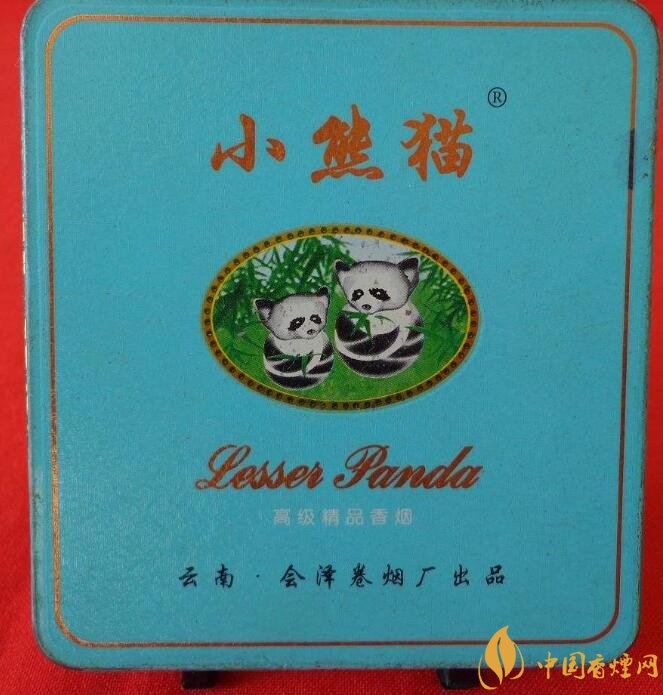 小熊猫®
Lesser Panda
高级精品香烟
云南·会泽卷烟厂出品
中国香煙网